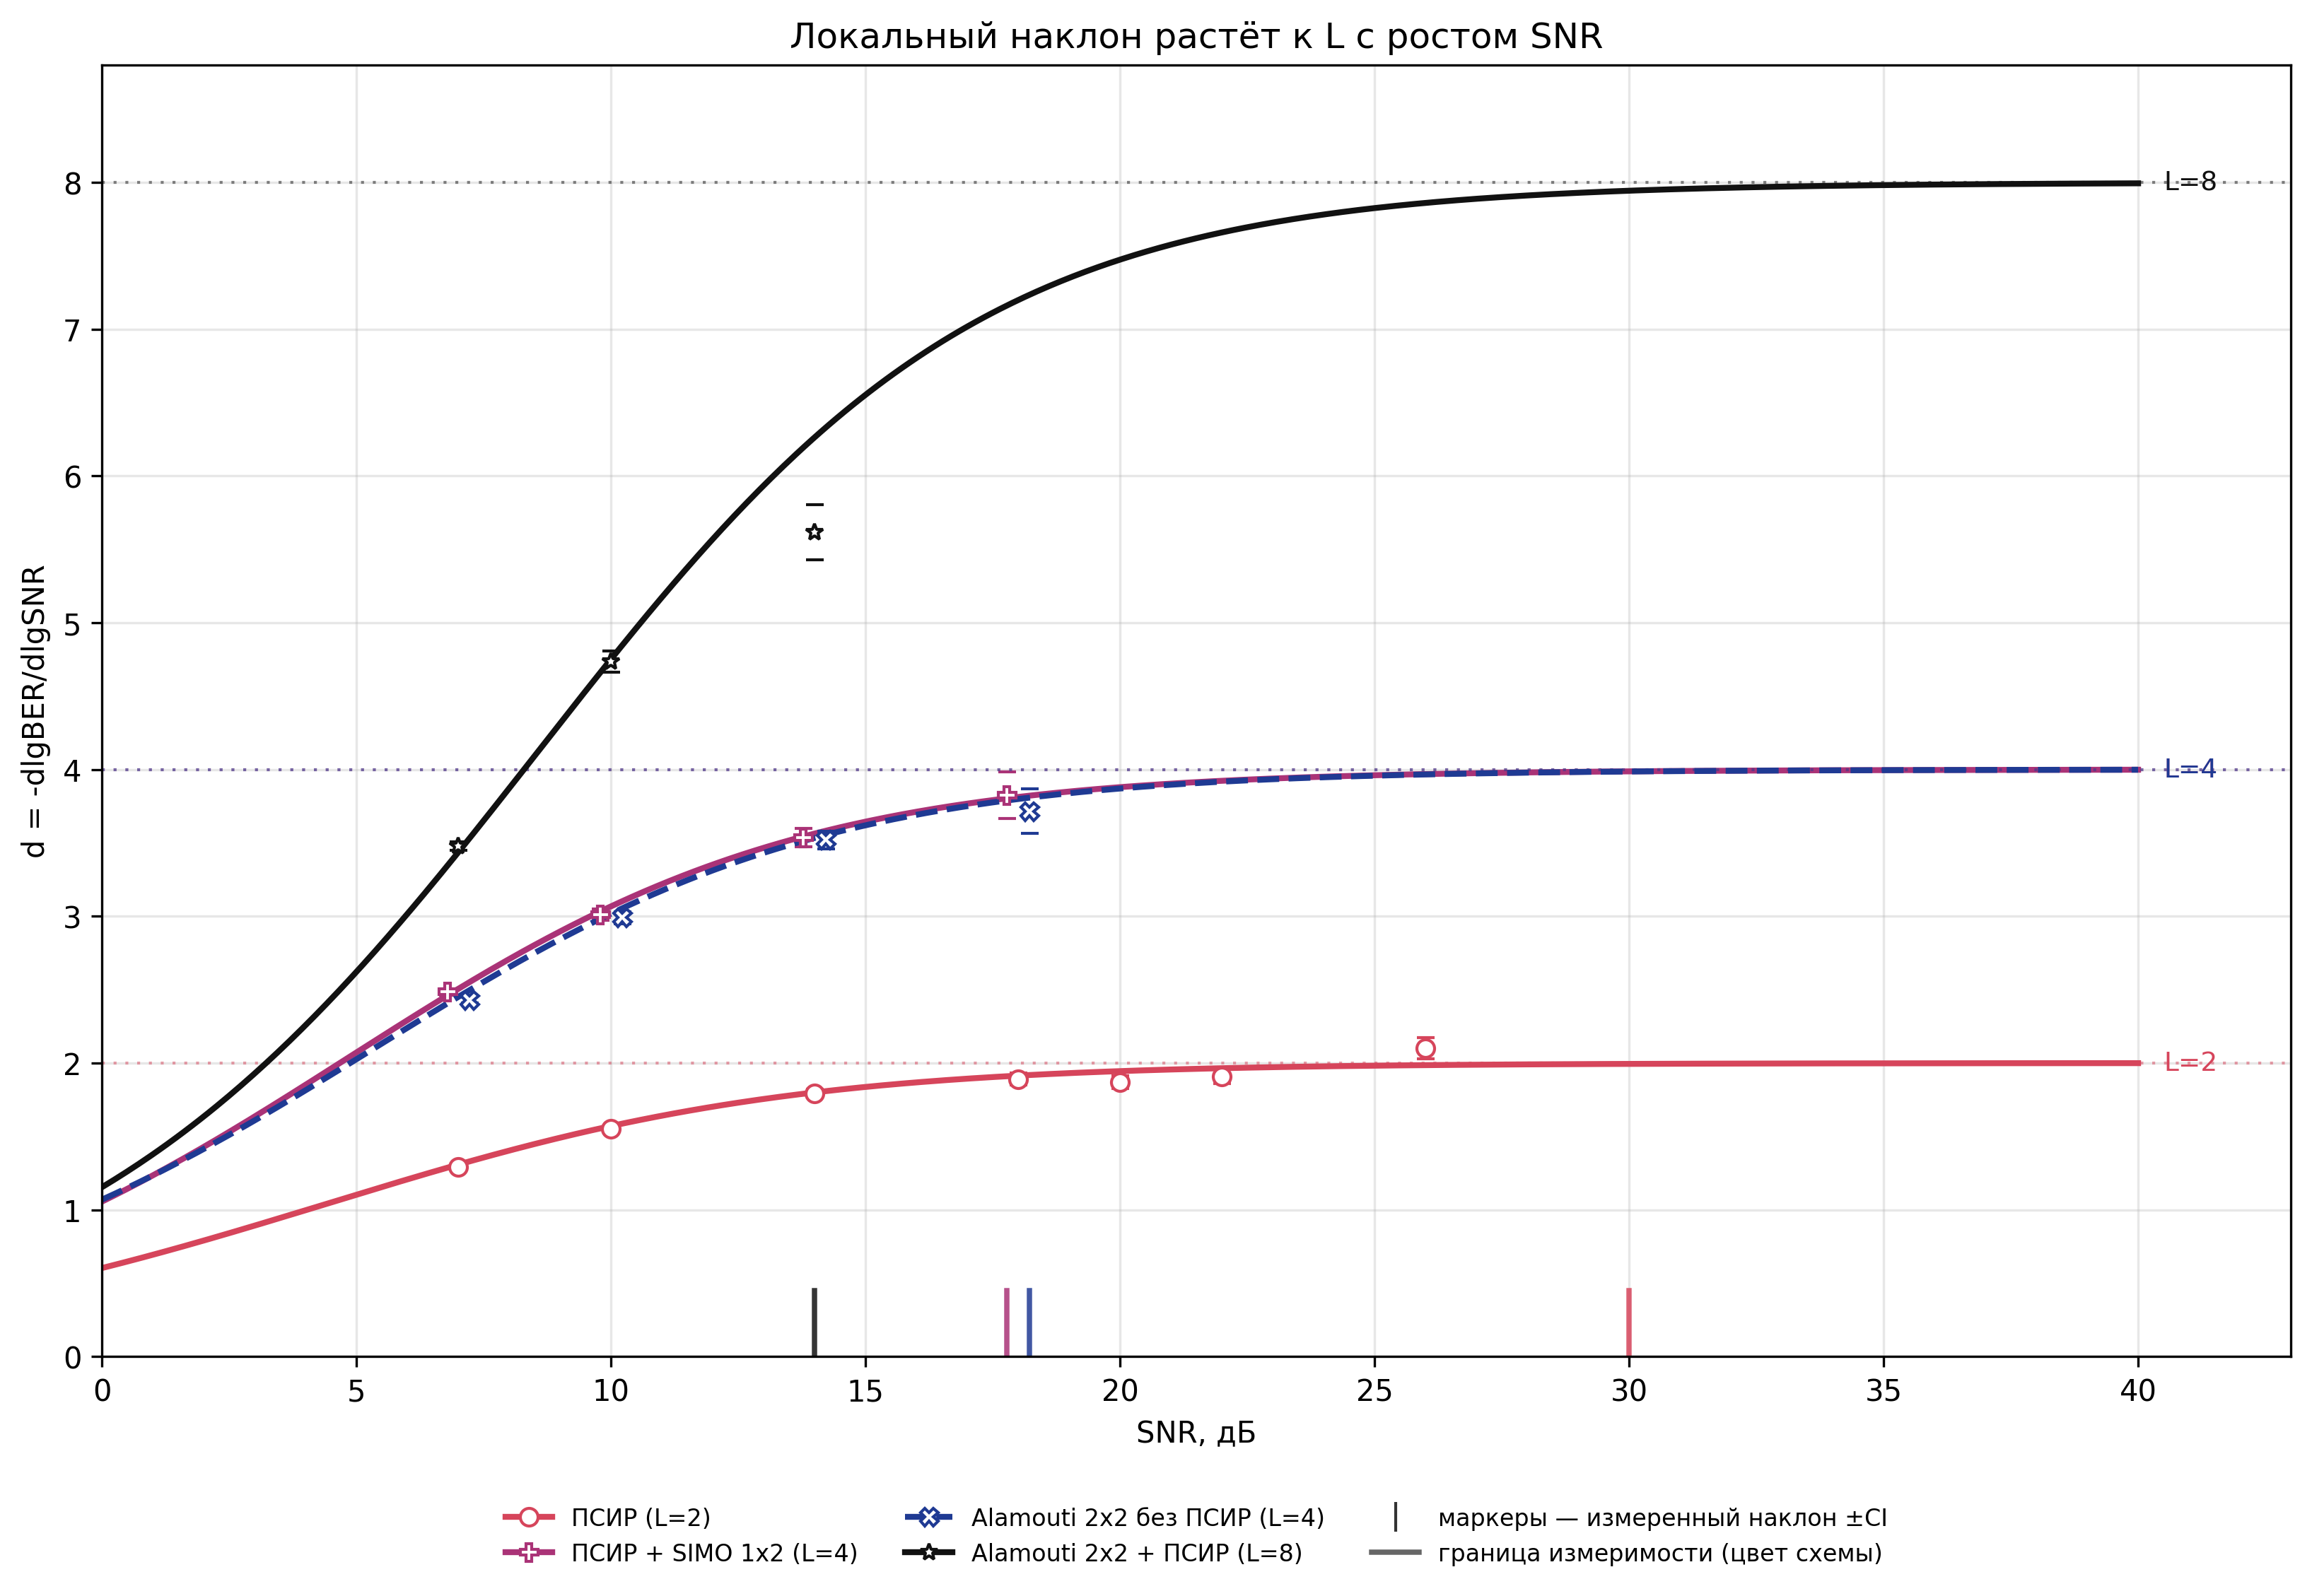 Локальный наклон растёт к L с ростом SNR
d = -dlgBER/dlgSNR
8
7
6
5
4
3
2
1
0
L=8
L=4
L=2
0 5 10 15 20 25 30 35 40
SNR, дБ
ПСИР (L=2)
ПСИР + SIMO 1x2 (L=4)
Alamouti 2x2 без ПСИР (L=4)
Alamouti 2x2 + ПСИР (L=8)
маркеры — измеренный наклон ±CI
граница измеримости (цвет схемы)